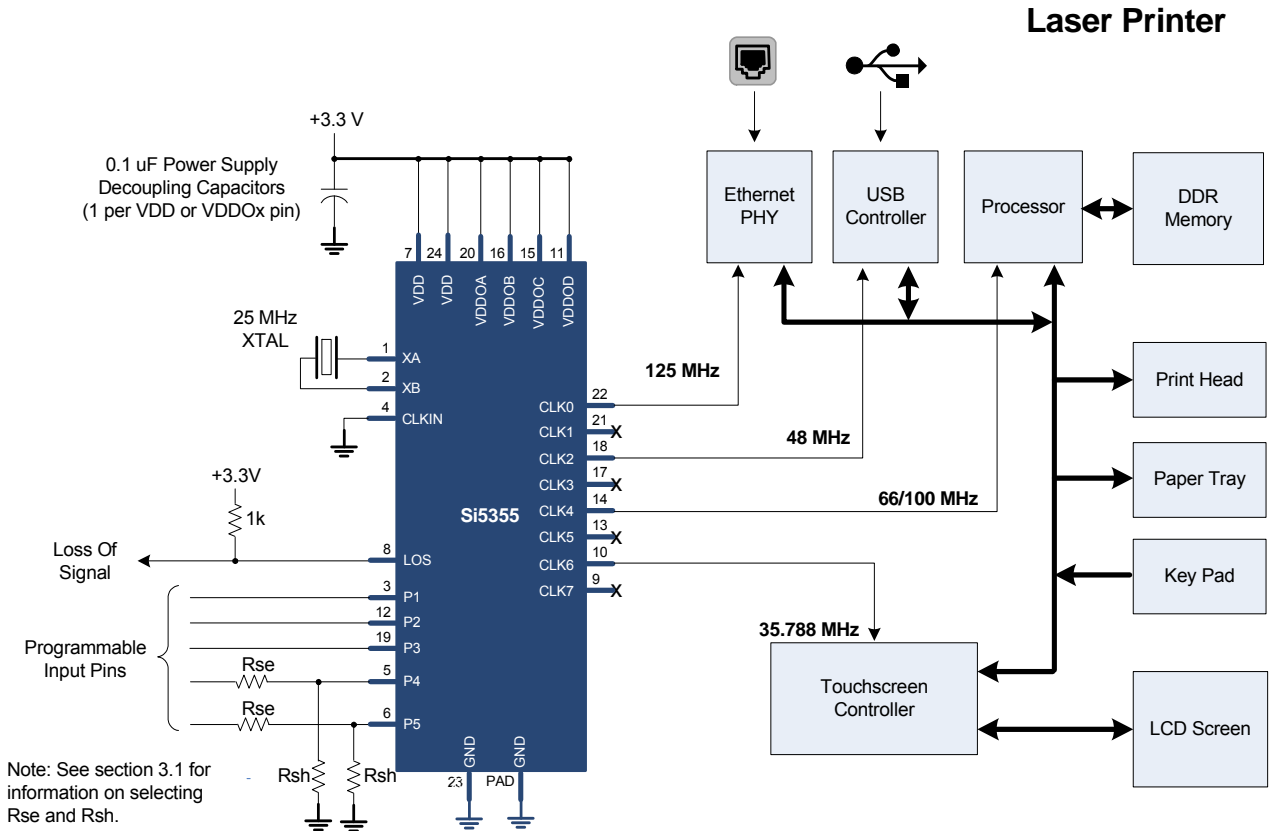 Laser Printer
+3.3 V
0.1 uF Power Supply
Decoupling Capacitors
(1 per VDD or VDDOx pin)
7
24
20
16
15
11
VDD
VDD
VDDOA
VDDOB
VDDOC
VDDOD
25 MHz
XTAL
1
XA
2
XB
4
CLKIN
+3.3V
1k
Loss Of
Signal
8
LOS
Programmable
Input Pins
3
P1
12
P2
19
P3
Rse
5
P4
Rse
6
P5
Rsh
Rsh
Note: See section 3.1 for
information on selecting
Rse and Rsh.
Si5355
GND
GND
23
PAD
CLK0
22
CLK1
21
X
CLK2
18
CLK3
17
X
CLK4
14
CLK5
13
X
CLK6
10
CLK7
9
X
125 MHz
48 MHz
66/100 MHz
35.788 MHz
Ethernet
PHY
USB
Controller
Processor
DDR
Memory
Print Head
Paper Tray
Key Pad
Touchscreen
Controller
LCD Screen